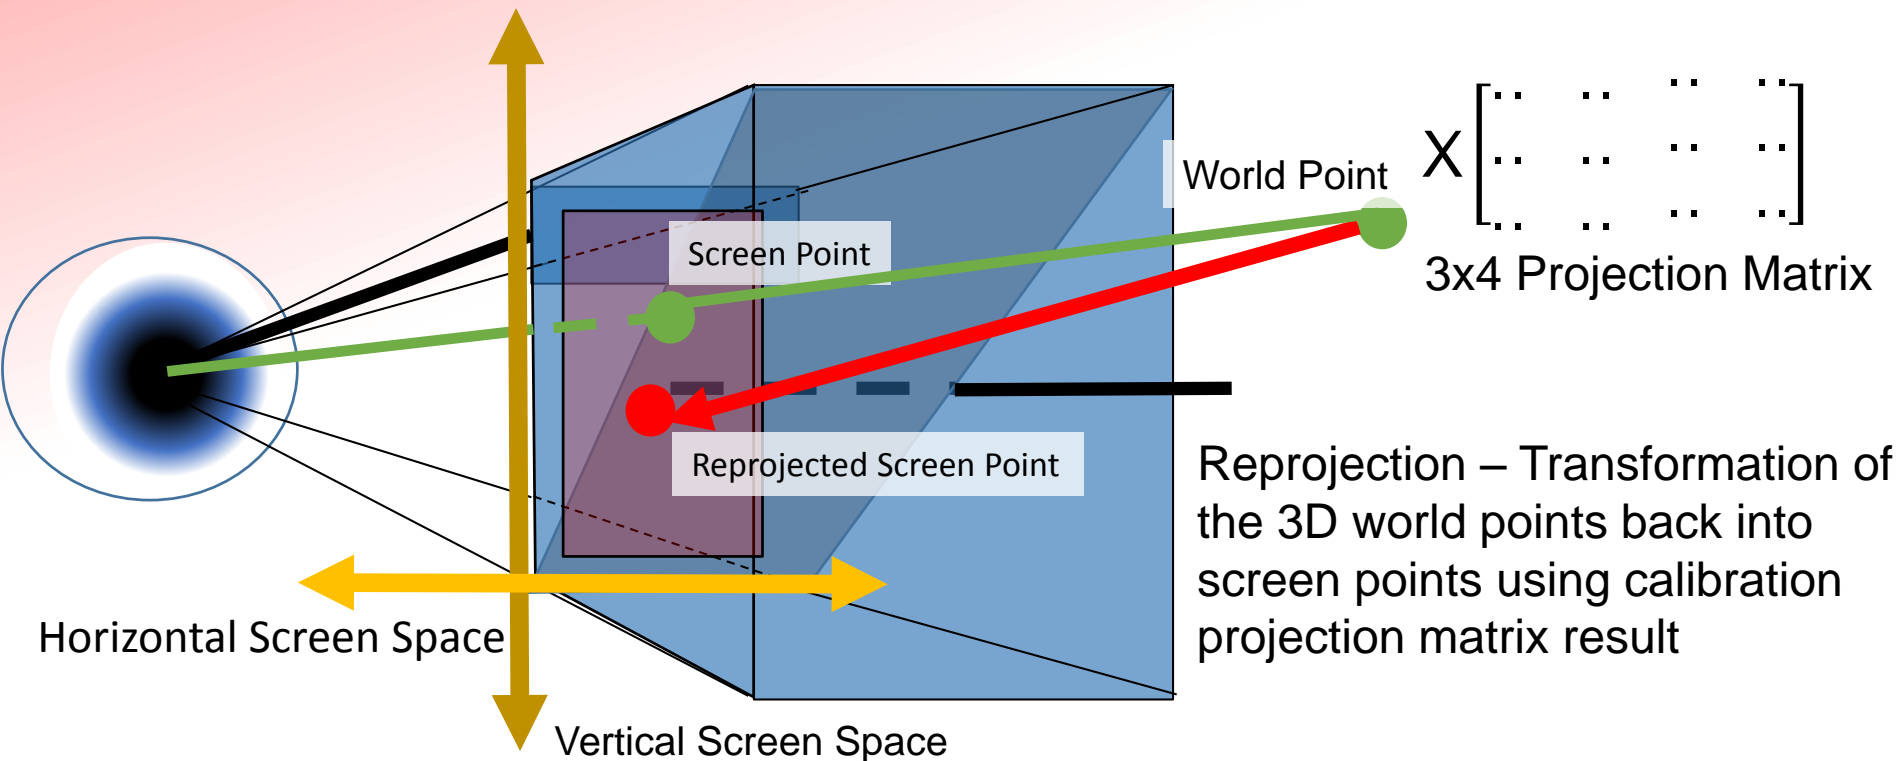 World Point
X
3x4 Projection Matrix
Screen Point
Reprojected Screen Point
Reprojection – Transformation of
the 3D world points back into
screen points using calibration
projection matrix result
Horizontal Screen Space
Vertical Screen Space